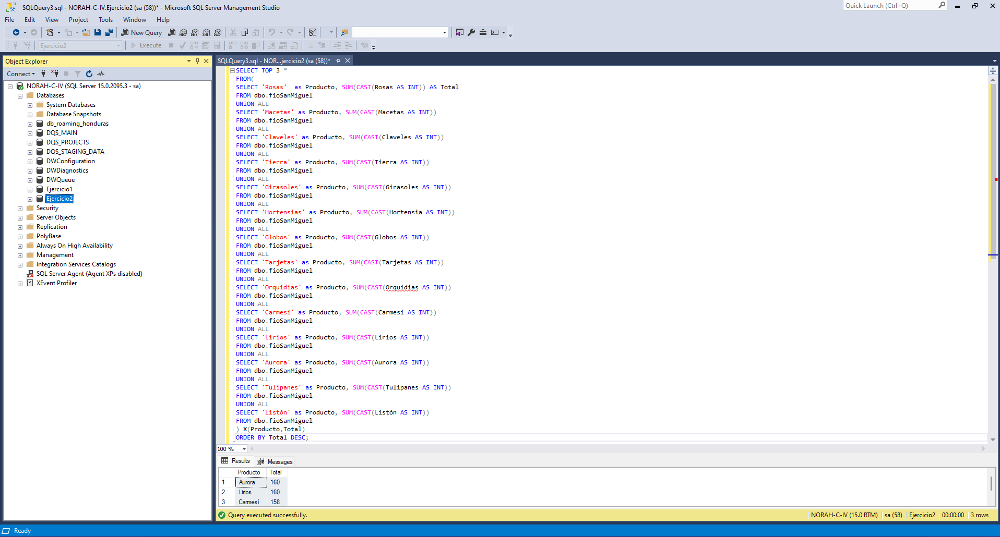 SQLQuery3.sql - NORAH-C-IV.Ejercicio2 (sa (58))* - Microsoft SQL Server Management Studio
Quick Launch (Ctrl+Q)
File Edit View Project Tools Window Help
New Query
MDX DMX XMLA DAX
Ejercicio2
Execute
Object Explorer
Connect
NORAH-C-IV (SQL Server 15.0.2095.3 - sa)
Databases
System Databases
Database Snapshots
db_roaming_honduras
DQS_MAIN
DQS_PROJECTS
DQS_STAGING_DATA
DWConfiguration
DWDiagnostics
DWQueue
Ejercicio1
Ejercicio2
Security
Server Objects
Replication
PolyBase
Always On High Availability
Management
Integration Services Catalogs
SQL Server Agent (Agent XPs disabled)
XEvent Profiler
SQLQuery3.sql - NOR...jercicio2 (sa (58))*
SELECT TOP 3 *
FROM(
SELECT 'Rosas'  as Producto, SUM(CAST(Rosas AS INT)) AS Total
FROM dbo.fioSanMiguel
UNION ALL
SELECT 'Macetas' as Producto, SUM(CAST(Macetas AS INT))
FROM dbo.fioSanMiguel
UNION ALL
SELECT 'Claveles' as Producto, SUM(CAST(Claveles AS INT))
FROM dbo.fioSanMiguel
UNION ALL
SELECT 'Tierra' as Producto, SUM(CAST(Tierra AS INT))
FROM dbo.fioSanMiguel
UNION ALL
SELECT 'Girasoles' as Producto, SUM(CAST(Girasoles AS INT))
FROM dbo.fioSanMiguel
UNION ALL
SELECT 'Hortensias' as Producto, SUM(CAST(Hortensia AS INT))
FROM dbo.fioSanMiguel
UNION ALL
SELECT 'Globos' as Producto, SUM(CAST(Globos AS INT))
FROM dbo.fioSanMiguel
UNION ALL
SELECT 'Tarjetas' as Producto, SUM(CAST(Tarjetas AS INT))
FROM dbo.fioSanMiguel
UNION ALL
SELECT 'Orquídias' as Producto, SUM(CAST(Orquídias AS INT))
FROM dbo.fioSanMiguel
UNION ALL
SELECT 'Carmesí' as Producto, SUM(CAST(Carmesí AS INT))
FROM dbo.fioSanMiguel
UNION ALL
SELECT 'Lirios' as Producto, SUM(CAST(Lirios AS INT))
FROM dbo.fioSanMiguel
UNION ALL
SELECT 'Aurora' as Producto, SUM(CAST(Aurora AS INT))
FROM dbo.fioSanMiguel
UNION ALL
SELECT 'Tulipanes' as Producto, SUM(CAST(Tulipanes AS INT))
FROM dbo.fioSanMiguel
UNION ALL
SELECT 'Listón' as Producto, SUM(CAST(Listón AS INT))
FROM dbo.fioSanMiguel
) X(Producto,Total)
ORDER BY Total DESC;
100 %
Results Messages
Producto Total
1 Aurora 160
2 Lirios 160
3 Carmesí 158
Query executed successfully.
NORAH-C-IV (15.0 RTM) sa (58) Ejercicio2 00:00:00 3 rows
Ready